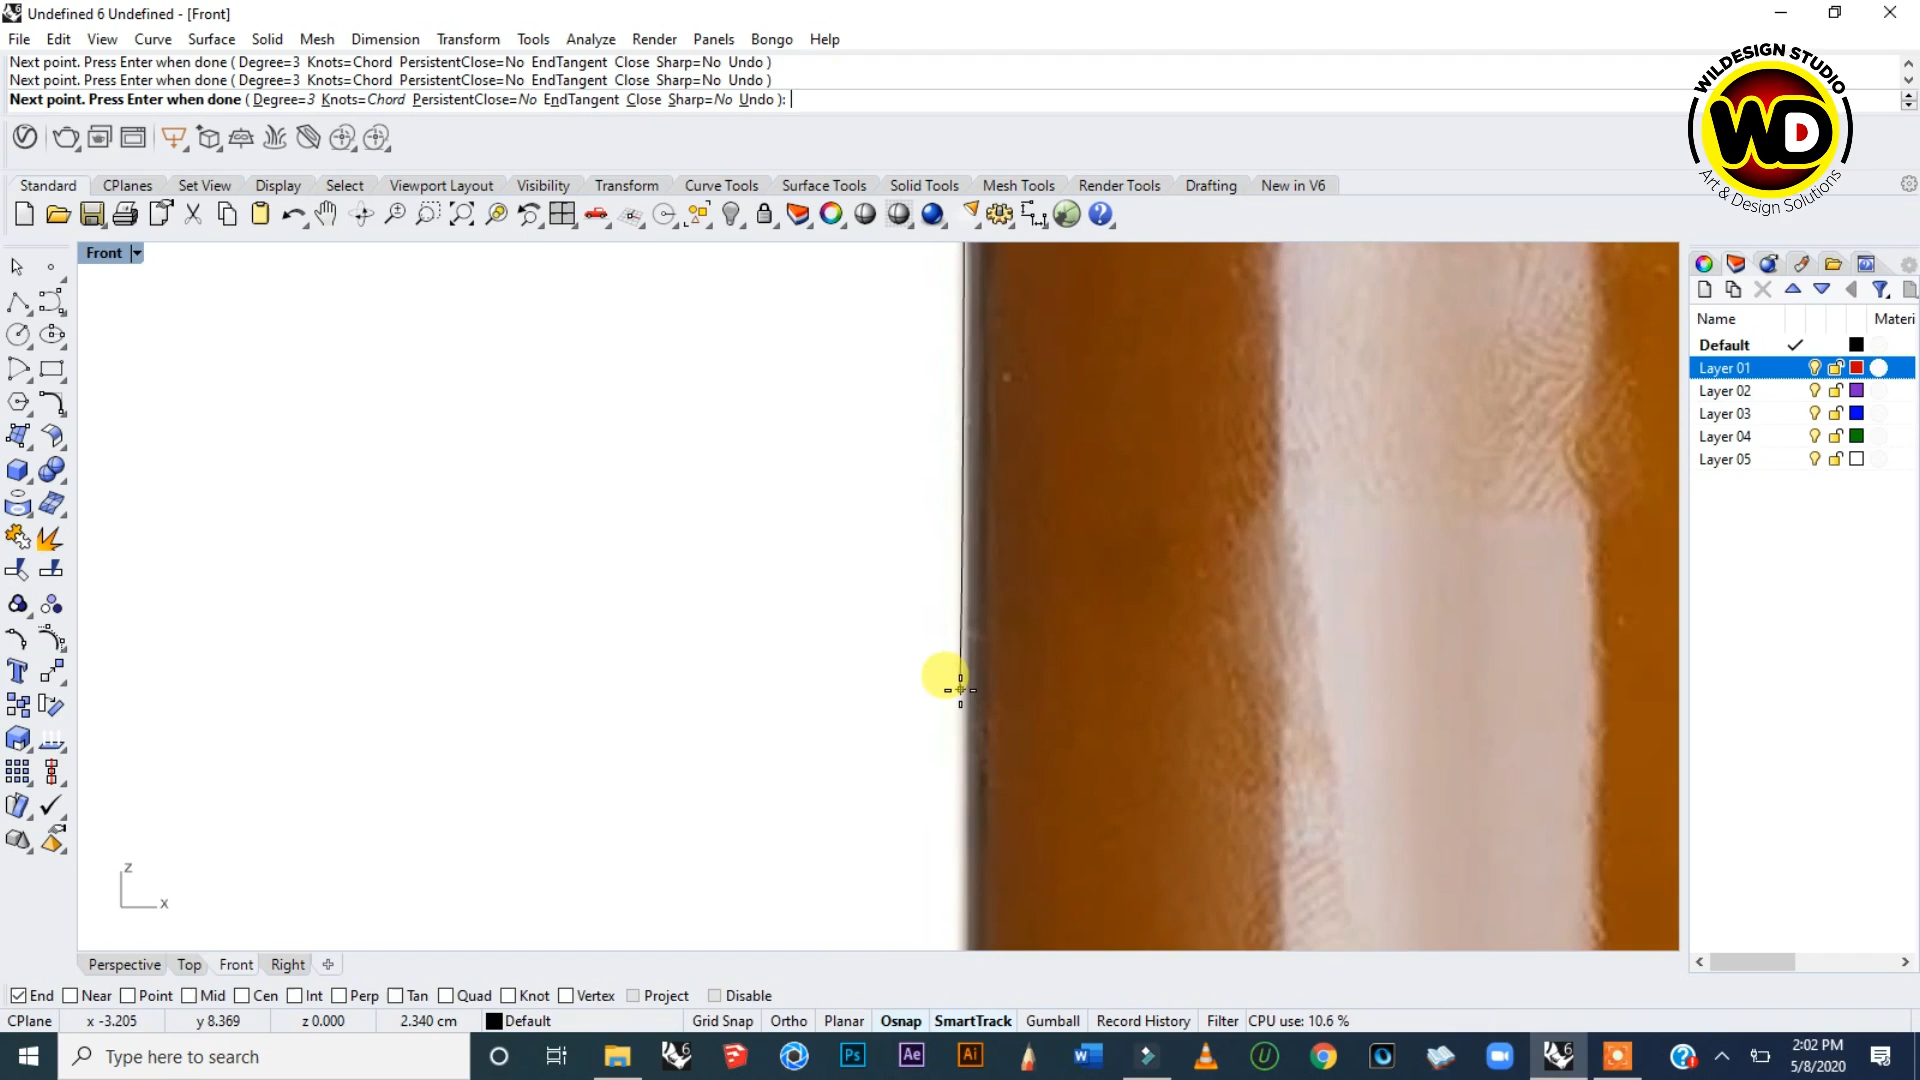 Undefined 6 Undefined - [Front]
File Edit View Curve Surface Solid Mesh Dimension Transform Tools Analyze Render Panels Bongo Help
Next point. Press Enter when done ( Degree=3 Knots=Chord PersistentClose=No EndTangent Close Sharp=No Undo )
Next point. Press Enter when done ( Degree=3 Knots=Chord PersistentClose=No EndTangent Close Sharp=No Undo )
Next point. Press Enter when done ( Degree=3 Knots=Chord PersistentClose=No EndTangent Close Sharp=No Undo ):
WILDESIGN STUDIO
WD
Art & Design Solutions
Standard CPlanes Set View Display Select Viewport Layout Visibility Transform Curve Tools Surface Tools Solid Tools Mesh Tools Render Tools Drafting New in V6
Front
Name Materi
Default
Layer 01
Layer 02
Layer 03
Layer 04
Layer 05
z
x
Perspective Top Front Right
End Near Point Mid Cen Int Perp Tan Quad Knot Vertex Project Disable
CPlane x -3.205 y 8.369 z 0.000 2.340 cm Default Grid Snap Ortho Planar Osnap SmartTrack Gumball Record History Filter CPU use: 10.6 %
Type here to search
Ps Ae Ai
2:02 PM
5/8/2020